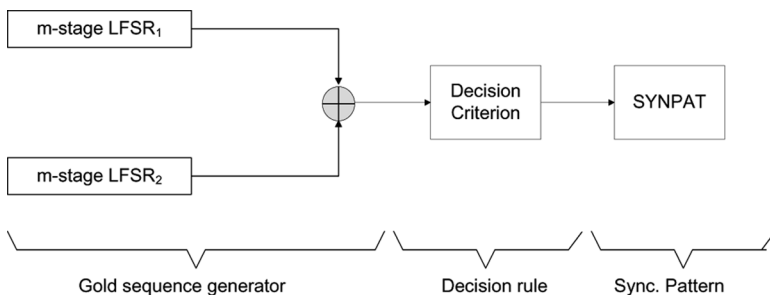 m-stage LFSR₁
Decision
Criterion
SYNPAT
m-stage LFSR₂
Gold sequence generator
Decision rule
Sync. Pattern